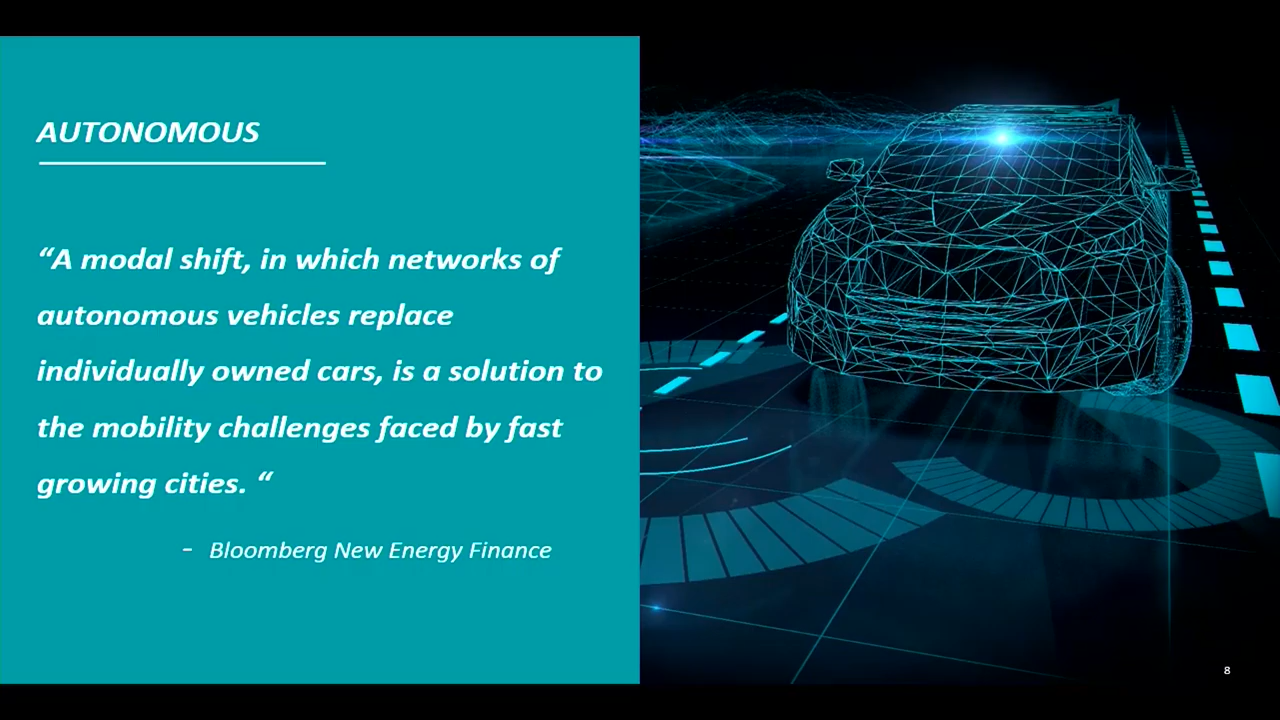 AUTONOMOUS
“A modal shift, in which networks of
autonomous vehicles replace
individually owned cars, is a solution to
the mobility challenges faced by fast
growing cities. “
- Bloomberg New Energy Finance
8